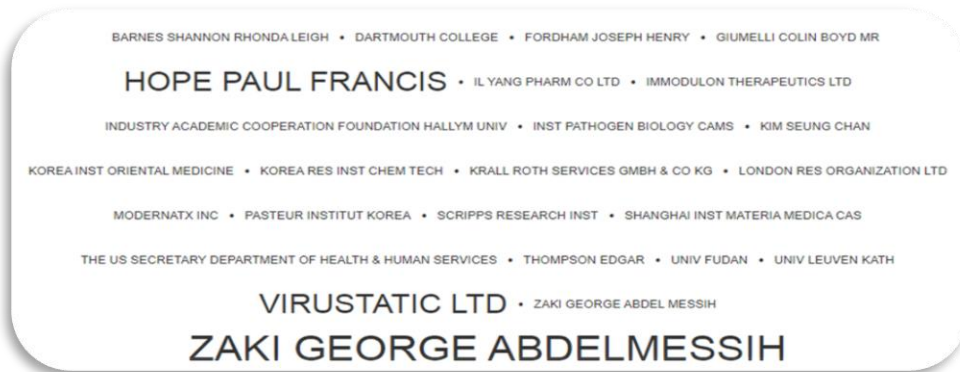 BARNES SHANNON RHONDA LEIGH • DARTMOUTH COLLEGE • FORDHAM JOSEPH HENRY • GIUMELLI COLIN BOYD MR
HOPE PAUL FRANCIS • IL YANG PHARM CO LTD • IMMODULON THERAPEUTICS LTD
INDUSTRY ACADEMIC COOPERATION FOUNDATION HALLYM UNIV • INST PATHOGEN BIOLOGY CAMS • KIM SEUNG CHAN
KOREA INST ORIENTAL MEDICINE • KOREA RES INST CHEM TECH • KRALL ROTH SERVICES GMBH & CO KG • LONDON RES ORGANIZATION LTD
MODERNATX INC • PASTEUR INSTITUT KOREA • SCRIPPS RESEARCH INST • SHANGHAI INST MATERIA MEDICA CAS
THE US SECRETARY DEPARTMENT OF HEALTH & HUMAN SERVICES • THOMPSON EDGAR • UNIV FUDAN • UNIV LEUVEN KATH
VIRUSTATIC LTD • ZAKI GEORGE ABDEL MESSIH
ZAKI GEORGE ABDELMESSIH